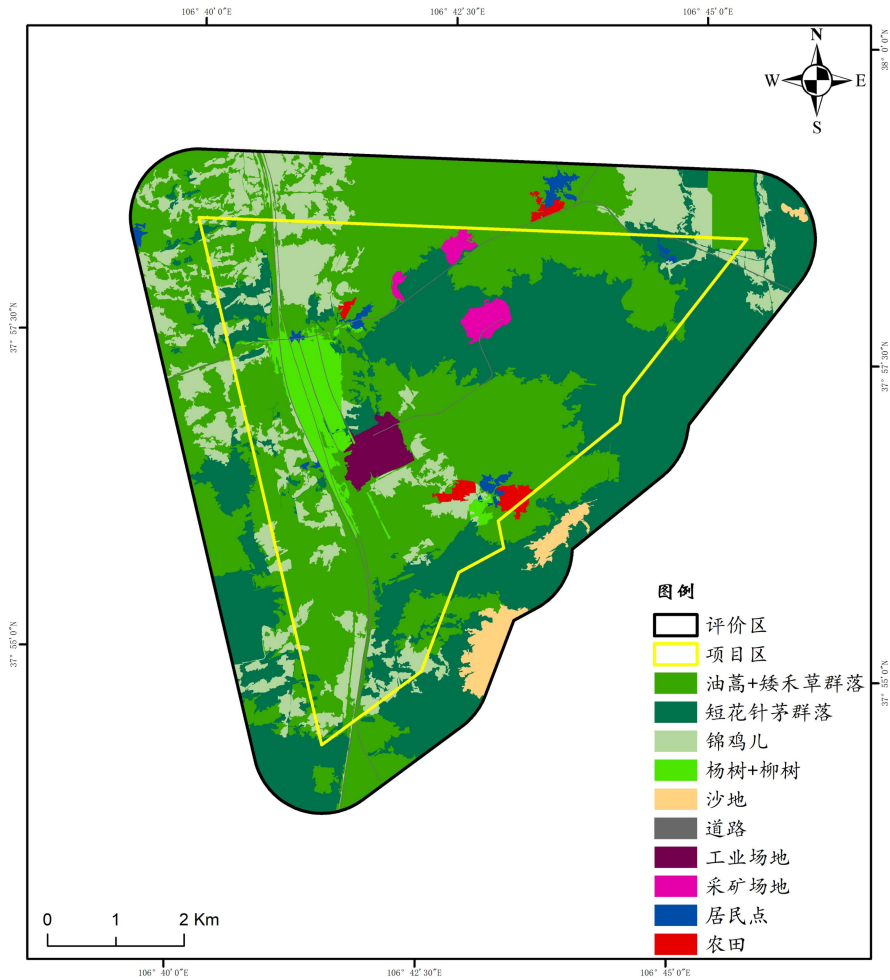 106° 40′ 0″E
106° 42′ 30″E
106° 45′ 0″E
38° 0′ 0″N
N
W
E
S
37° 57′ 30″N
37° 57′ 30″N
37° 55′ 0″N
37° 55′ 0″N
图例
评价区
项目区
油蒿+矮禾草群落
短花针茅群落
锦鸡儿
杨树+柳树
沙地
道路
工业场地
采矿场地
居民点
农田
0 1 2 Km
106° 40′ 0″E
106° 42′ 30″E
106° 45′ 0″E